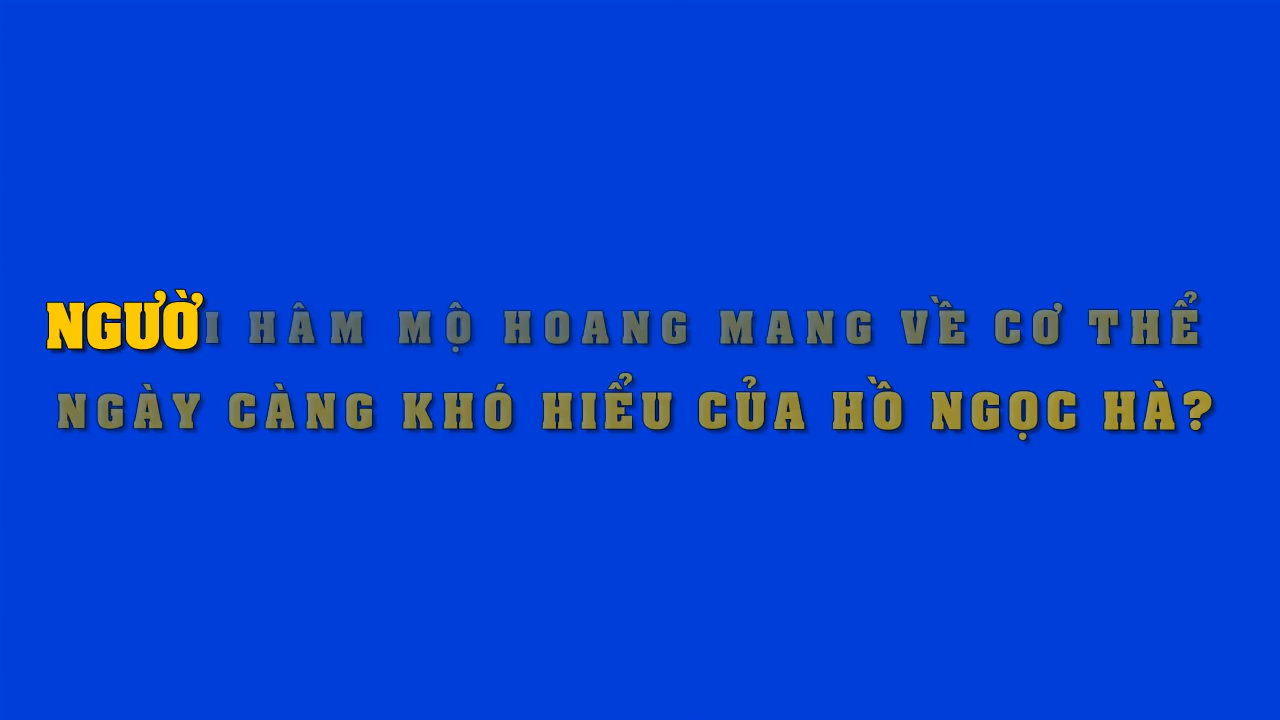 NGƯỜI HÂM MỘ HOANG MANG VỀ CƠ THỂ
NGÀY CÀNG KHÓ HIỂU CỦA HỒ NGỌC HÀ?